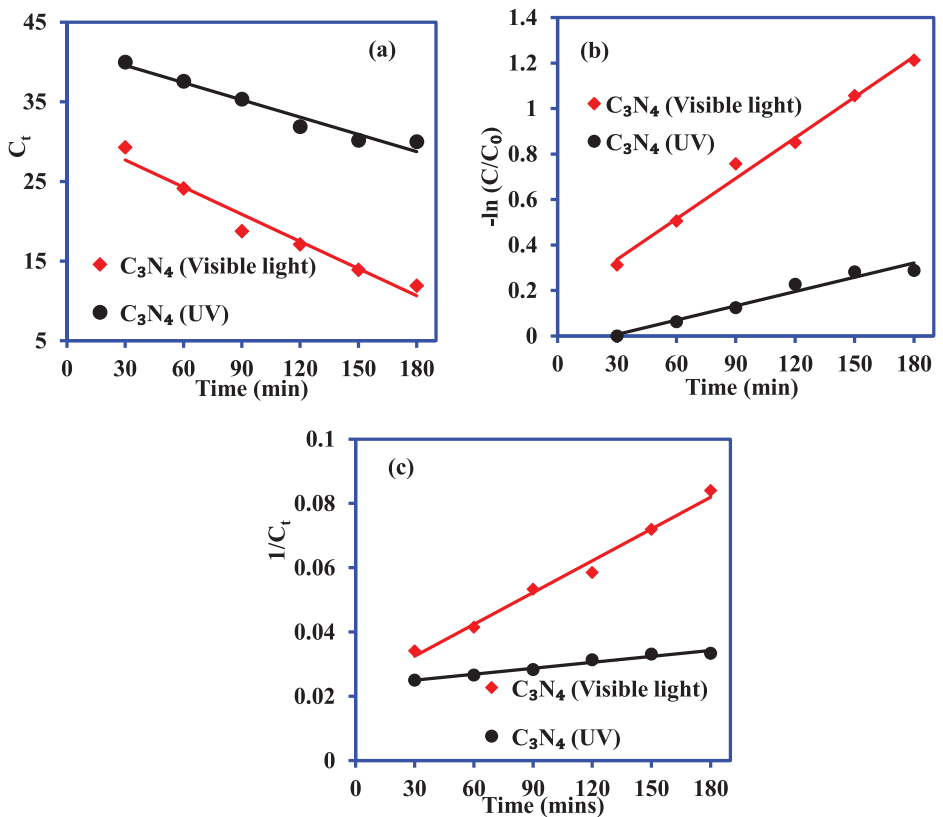 (a)
45
35
25
15
5
Cₜ
C₃N₄ (Visible light)
C₃N₄ (UV)
0 30 60 90 120 150 180
Time (min)
(b)
1.4
1.2
1
0.8
0.6
0.4
0.2
0
-ln (C/C₀)
C₃N₄ (Visible light)
C₃N₄ (UV)
0 30 60 90 120 150 180
Time (min)
(c)
0.1
0.08
0.06
0.04
0.02
0
1/Cₜ
C₃N₄ (Visible light)
C₃N₄ (UV)
0 30 60 90 120 150 180
Time (mins)